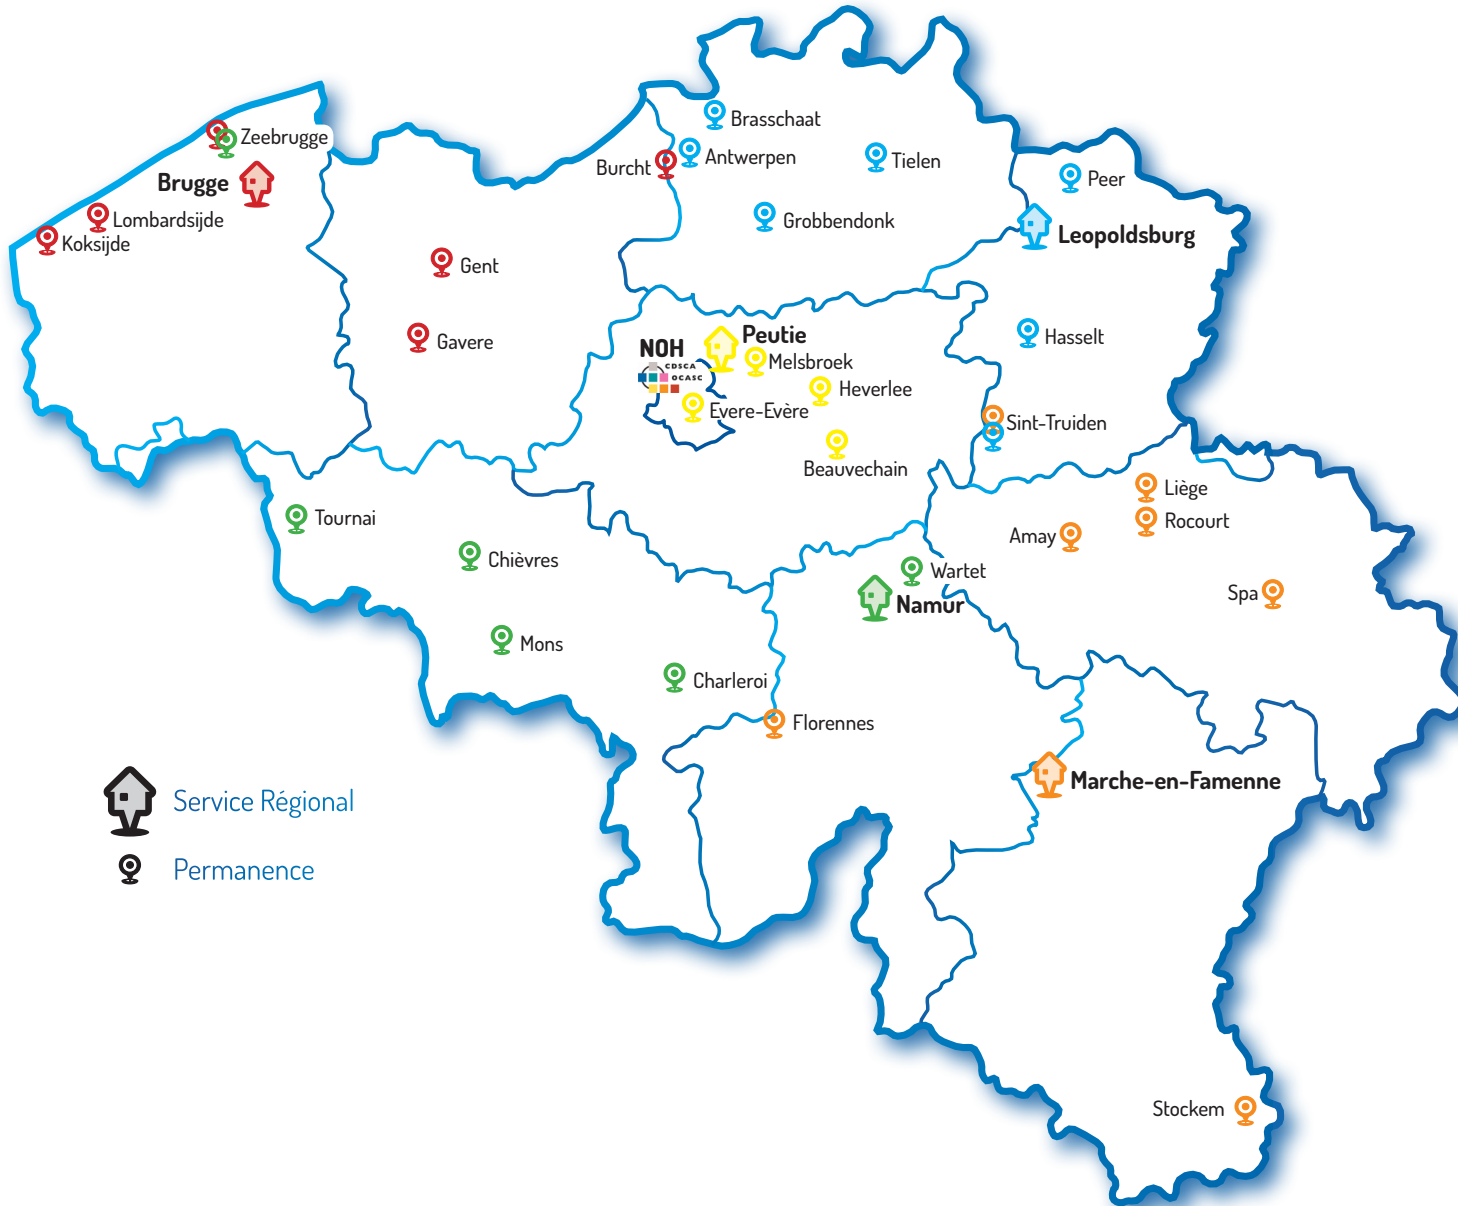 Brasschaat
Zeebrugge
Burcht
Antwerpen
Tielen
Brugge
Peer
Lombardsijde
Grobbendonk
Koksijde
Leopoldsburg
Gent
Peutie
Gavere
NOH
Hasselt
Melsbroek
CDSCA
OCASC
Heverlee
Evere-Evère
Sint-Truiden
Beauvechain
Liège
Tournai
Rocourt
Amay
Chièvres
Wartet
Spa
Namur
Mons
Charleroi
Florennes
Marche-en-Famenne
Service Régional
Permanence
Stockem